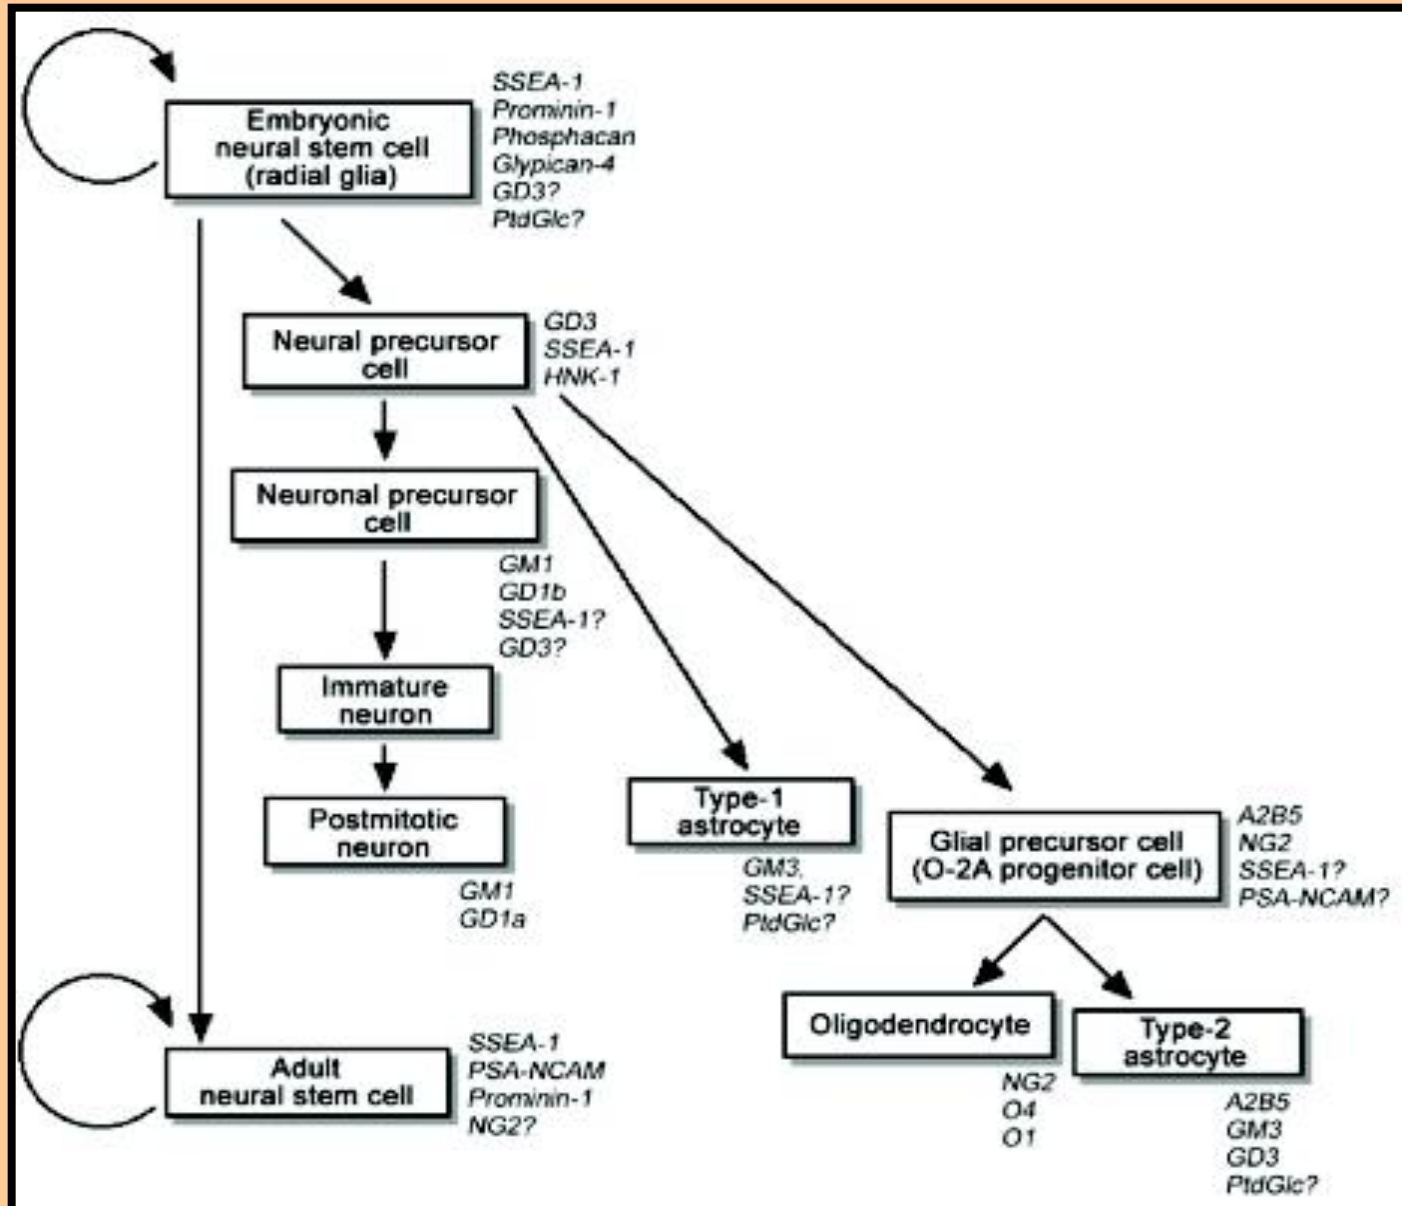 Embryonic
neural stem cell
(radial glia)
SSEA-1
Prominin-1
Phosphacan
Glypican-4
GD3?
PtdGlc?
Neural precursor
cell
GD3
SSEA-1
HNK-1
Neuronal precursor
cell
GM1
GD1b
SSEA-1?
GD3?
Immature
neuron
Postmitotic
neuron
GM1
GD1a
Type-1
astrocyte
GM3,
SSEA-1?
PtdGlc?
Glial precursor cell
(O-2A progenitor cell)
A2B5
NG2
SSEA-1?
PSA-NCAM?
Adult
neural stem cell
SSEA-1
PSA-NCAM
Prominin-1
NG2?
Oligodendrocyte
NG2
O4
O1
Type-2
astrocyte
A2B5
GM3
GD3
PtdGlc?